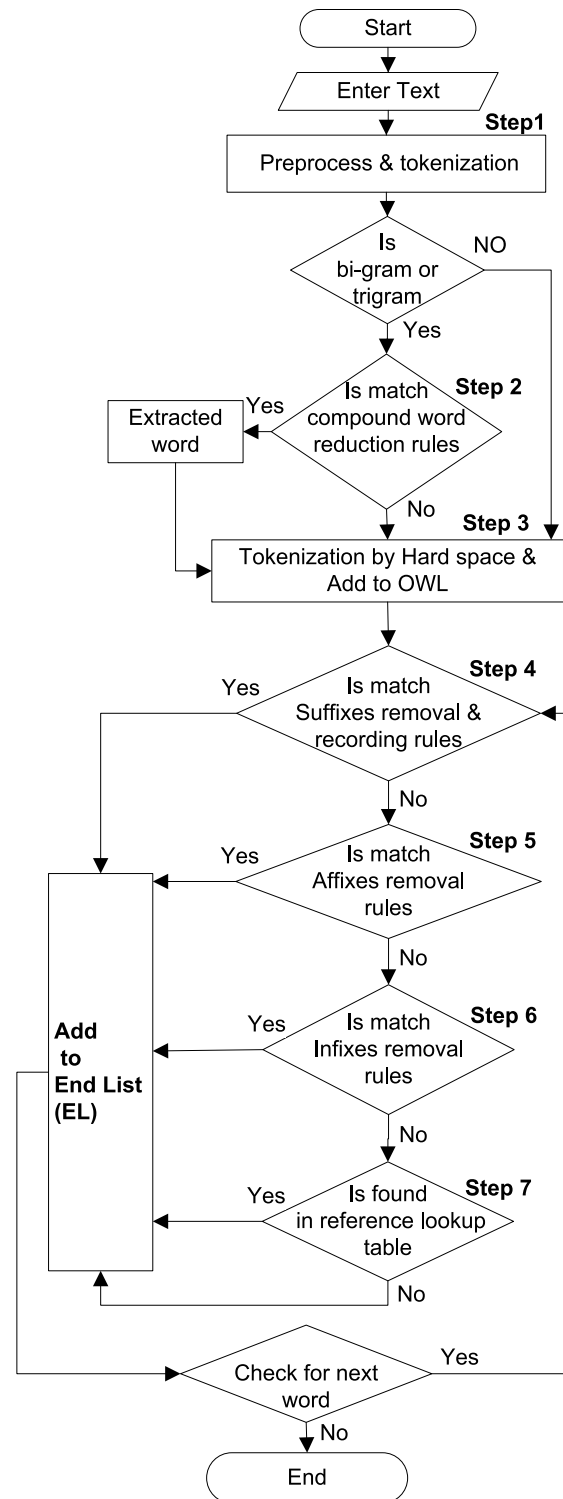 Start
Enter Text
Step1
Preprocess & tokenization
Is
bi-gram or
trigram
NO
Yes
Step 2
Is match
compound word
reduction rules
Yes
Extracted
word
No
Step 3
Tokenization by Hard space &
Add to OWL
Step 4
Yes
Is match
Suffixes removal &
recording rules
No
Step 5
Yes
Is match
Affixes removal
rules
No
Step 6
Yes
Is match
Infixes removal
rules
No
Add
to
End List
(EL)
Step 7
Yes
Is found
in reference lookup
table
No
Check for next
word
Yes
No
End